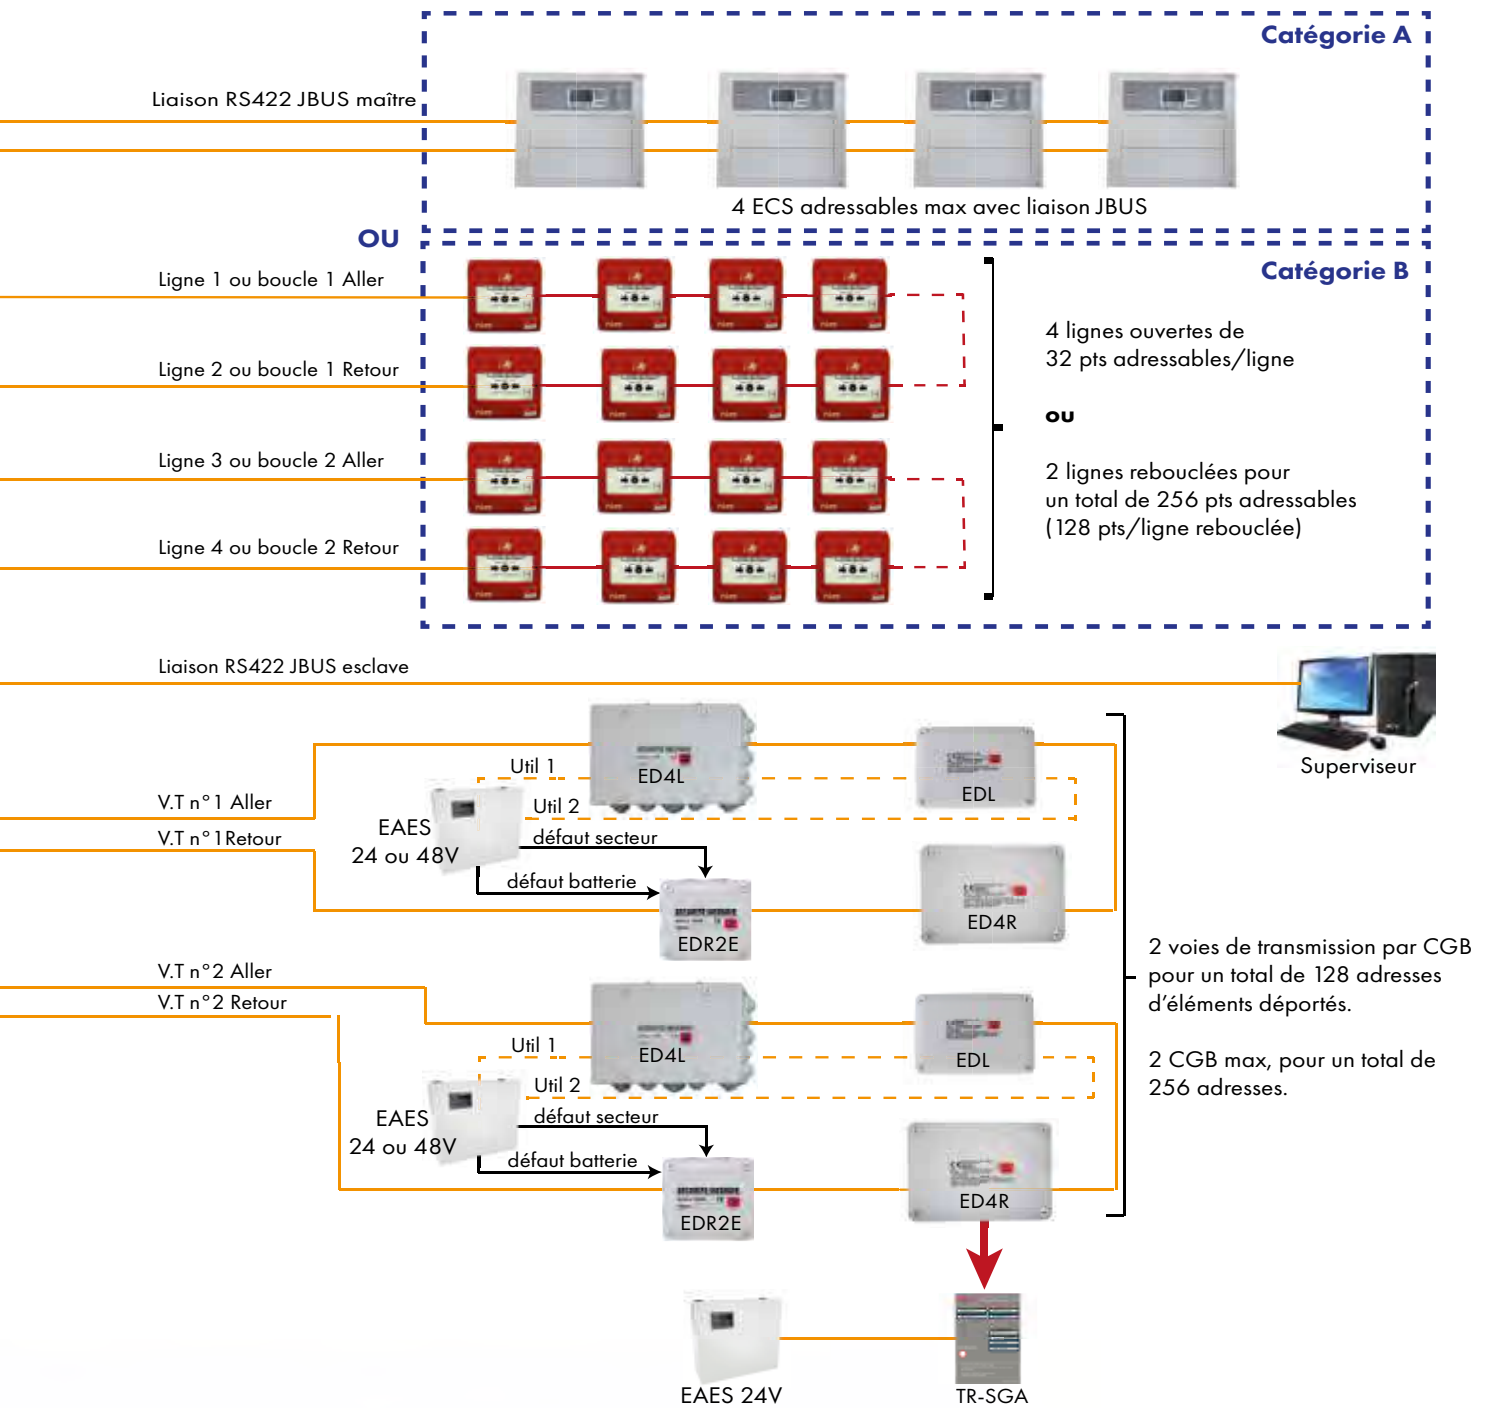 Catégorie A
Liaison RS422 JBUS maître
4 ECS adressables max avec liaison JBUS
OU
Catégorie B
Ligne 1 ou boucle 1 Aller
Ligne 2 ou boucle 1 Retour
Ligne 3 ou boucle 2 Aller
Ligne 4 ou boucle 2 Retour
4 lignes ouvertes de
32 pts adressables/ligne
ou
2 lignes rebouclées pour
un total de 256 pts adressables
(128 pts/ligne rebouclée)
Liaison RS422 JBUS esclave
Superviseur
Util 1
ED4L
EDL
V.T n°1 Aller
Util 2
EAES
24 ou 48V
V.T n°1Retour
défaut secteur
défaut batterie
EDR2E
ED4R
V.T n°2 Aller
V.T n°2 Retour
2 voies de transmission par CGB
pour un total de 128 adresses
d'éléments déportés.
2 CGB max, pour un total de
256 adresses.
Util 1
ED4L
EDL
Util 2
EAES
24 ou 48V
défaut secteur
défaut batterie
EDR2E
ED4R
EAES 24V
TR-SGA